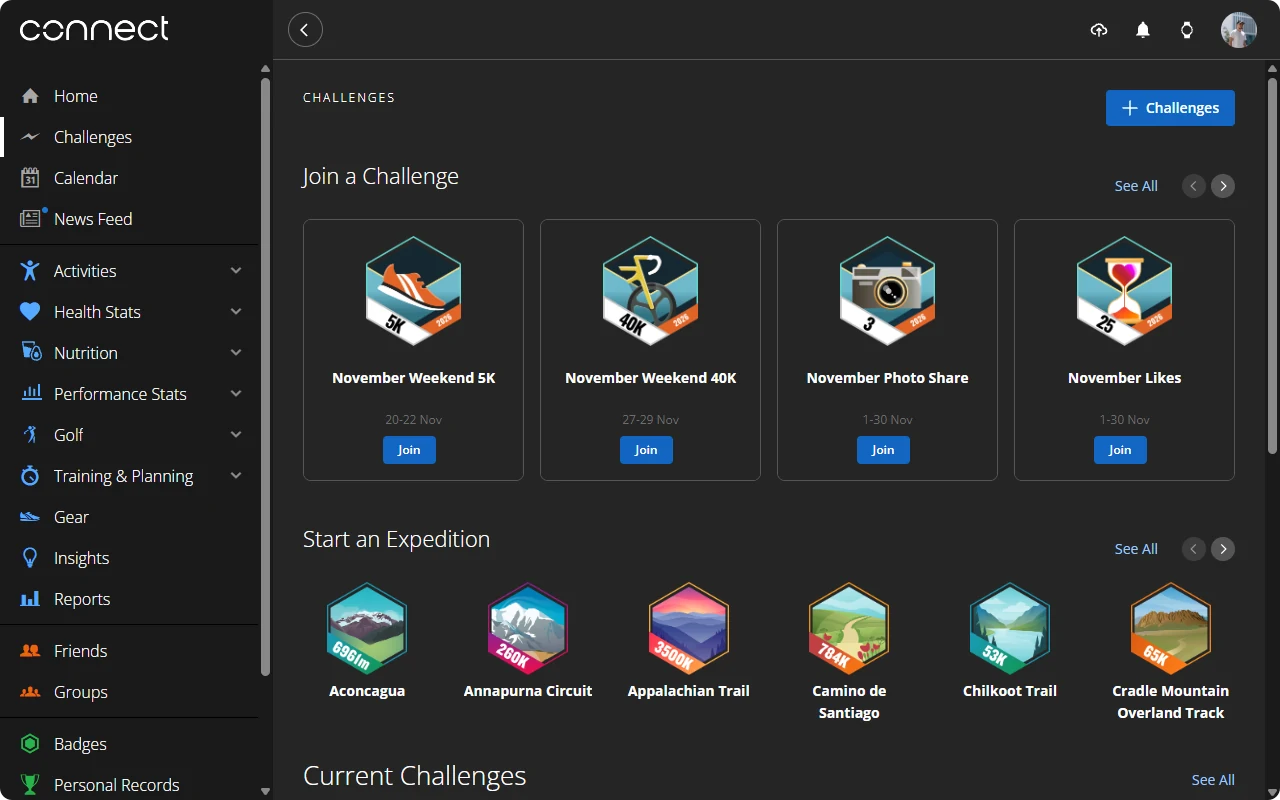 connect
Home
Challenges
31
Calendar
News Feed
Activities
Health Stats
Nutrition
Performance Stats
Golf
Training & Planning
Gear
Insights
Reports
Friends
Groups
Badges
Personal Records
CHALLENGES
Challenges
Join a Challenge
See All
5K
November Weekend 5K
20-22 Nov
Join
40K
November Weekend 40K
27-29 Nov
Join
3
November Photo Share
1-30 Nov
Join
25
November Likes
1-30 Nov
Join
Start an Expedition
See All
6961m
Aconcagua
260K
Annapurna Circuit
3500K
Appalachian Trail
784K
Camino de
Santiago
53K
Chilkoot Trail
65K
Cradle Mountain
Overland Track
Current Challenges
See All